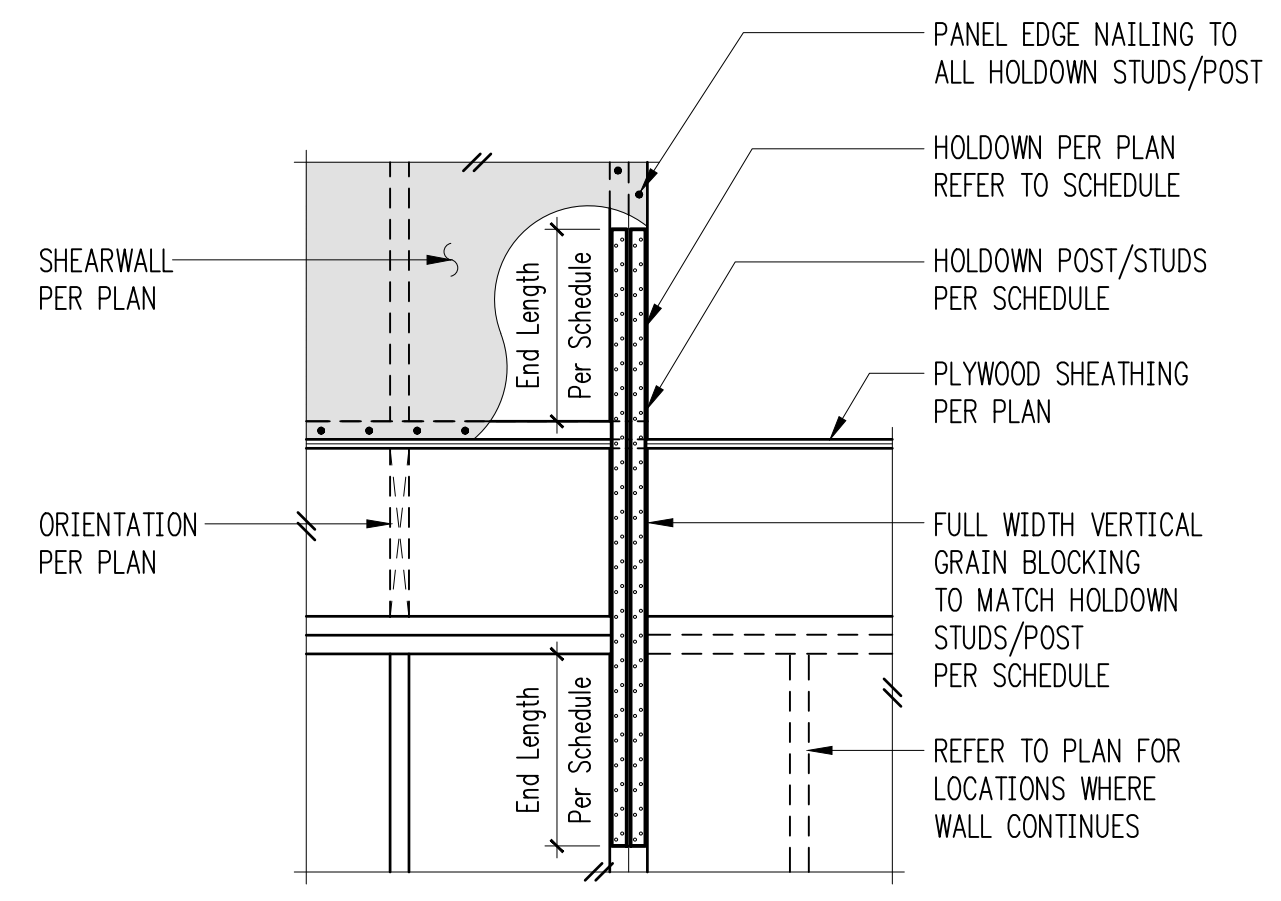 PANEL EDGE NAILING TO
ALL HOLDOWN STUDS/POST
HOLDOWN PER PLAN
REFER TO SCHEDULE
SHEARWALL
PER PLAN
HOLDOWN POST/STUDS
PER SCHEDULE
End Length
Per Schedule
PLYWOOD SHEATHING
PER PLAN
ORIENTATION
PER PLAN
FULL WIDTH VERTICAL
GRAIN BLOCKING
TO MATCH HOLDOWN
STUDS/POST
PER SCHEDULE
End Length
Per Schedule
REFER TO PLAN FOR
LOCATIONS WHERE
WALL CONTINUES